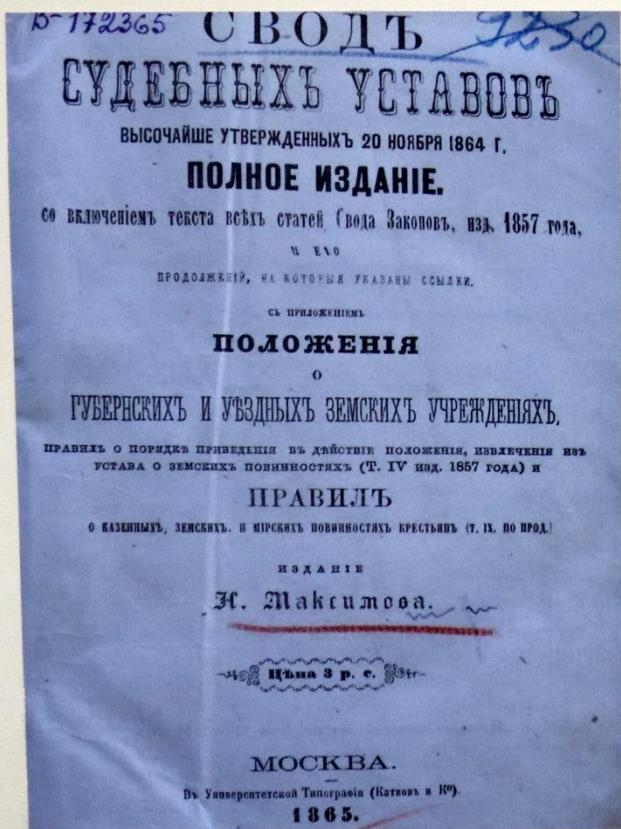 Б-172365
9230
СВОДЪ
СУДЕБНЫХЪ УСТАВОВЪ
ВЫСОЧАЙШЕ УТВЕРЖДЕННЫХЪ 20 НОЯБРЯ 1864 Г.
ПОЛНОЕ ИЗДАНІЕ.
со включеніемъ текста всѣхъ статей Свода Законовъ, изд. 1857 года,
И ЕГО
ПРОДОЛЖЕНІЙ, НА КОТОРЫЯ УКАЗАНЫ ССЫЛКИ.
СЪ ПРИЛОЖЕНІЕМЪ
ПОЛОЖЕНІЯ
О
ГУБЕРНСКИХЪ И УѢЗДНЫХЪ ЗЕМСКИХЪ УЧРЕЖДЕНІЯХЪ,
ПРАВИЛЪ О ПОРЯДКѢ ПРИВЕДЕНІЯ ВЪ ДѢЙСТВІЕ ПОЛОЖЕНІЯ, ИЗВЛЕЧЕНІЯ ИЗЪ
УСТАВА О ЗЕМСКИХЪ ПОВИННОСТЯХЪ (Т. IV изд. 1857 года) и
ПРАВИЛЪ
О КАЗЕННЫХЪ, ЗЕМСКИХЪ. И МІРСКИХЪ ПОВИННОСТЯХЪ КРЕСТЬЯНЪ (Т. IX. ПО ПРОД.)
ИЗДАНІЕ
Н. Максимова.
Цѣна 3 р. с.
МОСКВА.
Въ Университетской Типографіи (Катковъ и Ко).
1865.